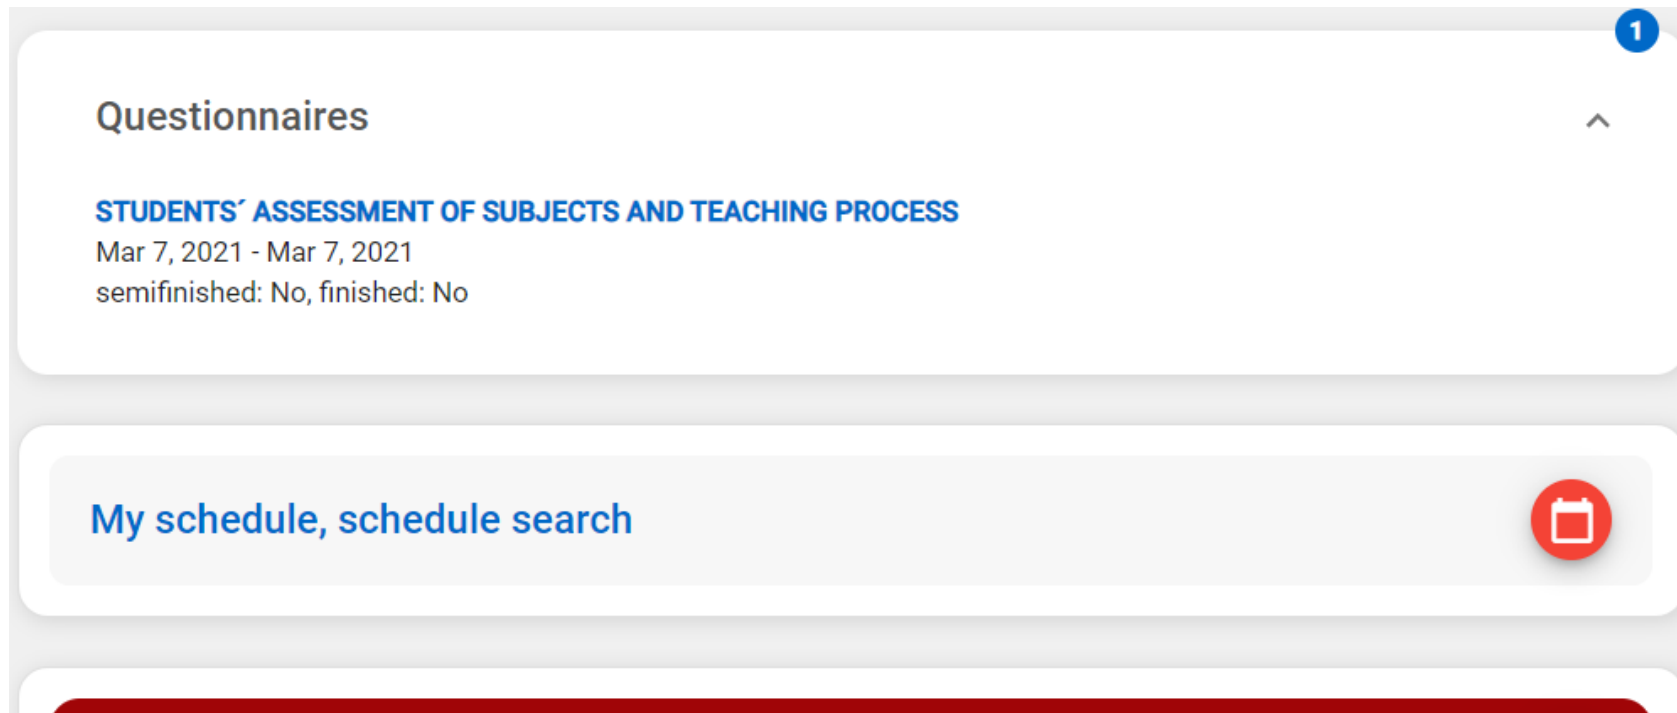 1
Questionnaires
STUDENTS´ ASSESSMENT OF SUBJECTS AND TEACHING PROCESS
Mar 7, 2021 - Mar 7, 2021
semifinished: No, finished: No
My schedule, schedule search